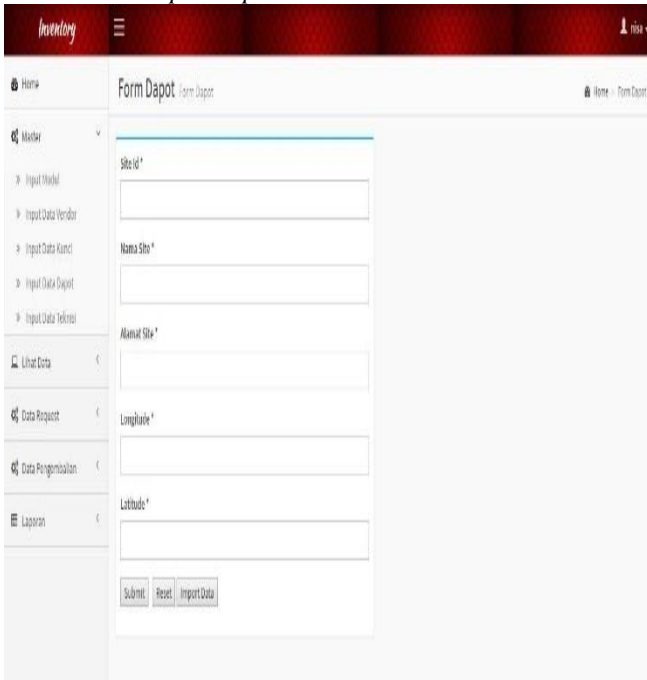 Inventory
nisa
Home
Form Dapot Form Dapot
Home > Form Dapot
Master
Input Modul
Input Data Vendor
Input Data Kunci
Input Data Dapot
Input Data Teknisi
Lihat Data
Data Request
Data Pengembalian
Laporan
Site Id *
Nama Site *
Alamat Site *
Longitude *
Latitude *
Submit Reset Import Data